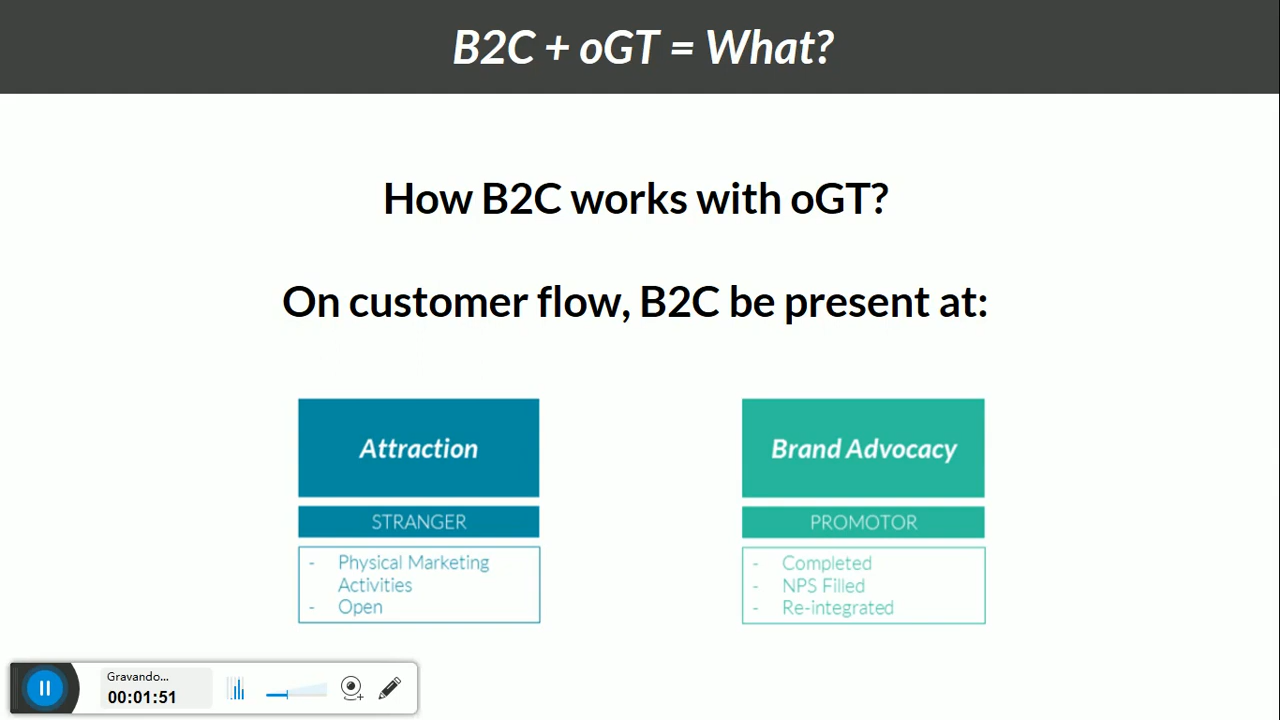 B2C + oGT = What?
How B2C works with oGT?
On customer flow, B2C be present at:
Attraction
STRANGER
- Physical Marketing
Activities
- Open
Brand Advocacy
PROMOTOR
- Completed
- NPS Filled
- Re-integrated
Gravando...
00:01:51